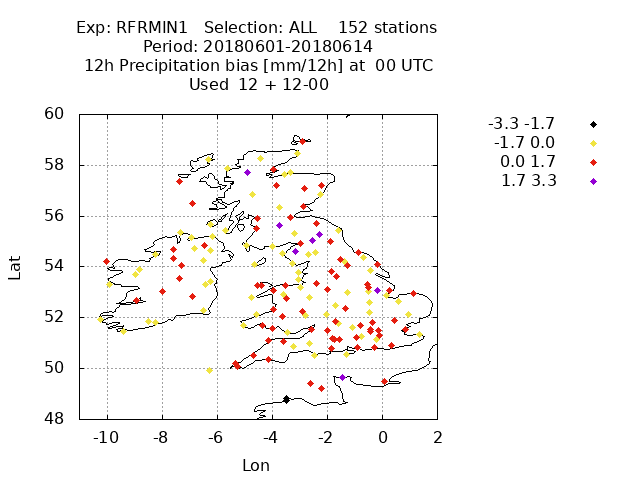 Exp: RFRMIN1 Selection: ALL 152 stations
Period: 20180601-20180614
12h Precipitation bias [mm/12h] at 00 UTC
Used 12 + 12-00
-3.3 -1.7
-1.7 0.0
0.0 1.7
1.7 3.3
60
58
56
54
52
50
48
Lat
-10 -8 -6 -4 -2 0 2
Lon